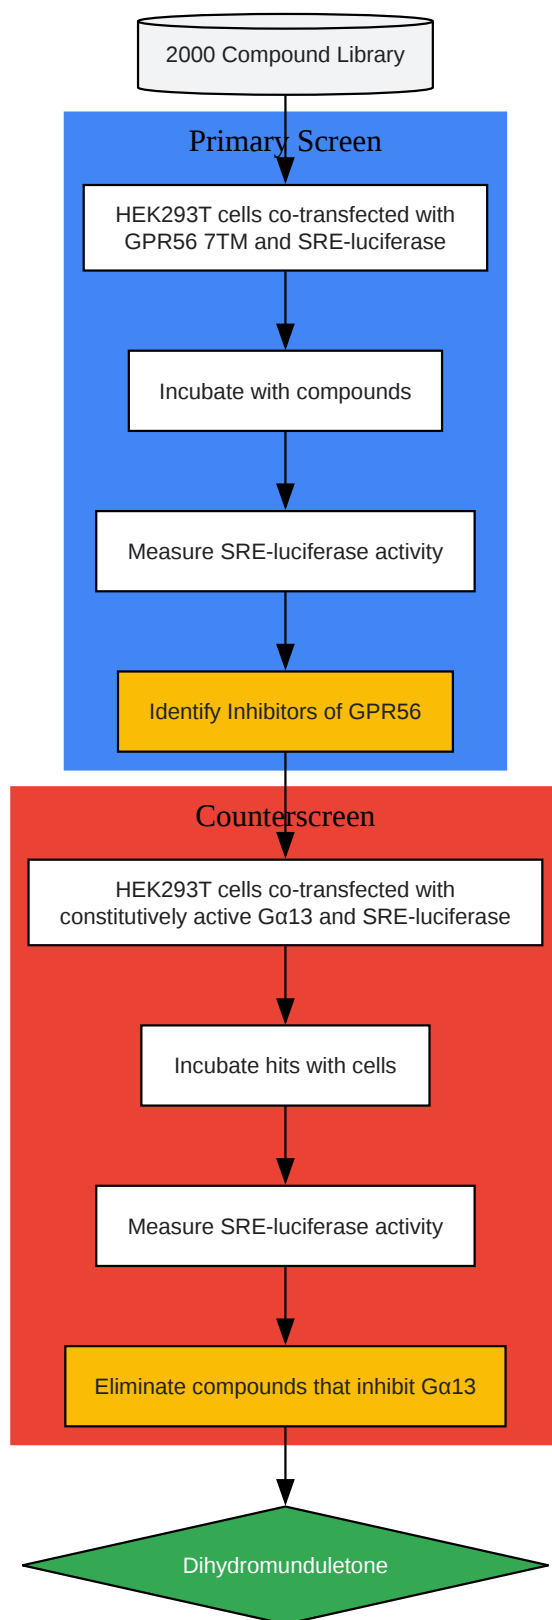 2000 Compound Library
Primary Screen
HEK293T cells co-transfected with
GPR56 7TM and SRE-luciferase
Incubate with compounds
Measure SRE-luciferase activity
Identify Inhibitors of GPR56
Counterscreen
HEK293T cells co-transfected with
constitutively active Gα13 and SRE-luciferase
Incubate hits with cells
Measure SRE-luciferase activity
Eliminate compounds that inhibit Gα13
Dihydromunduletone